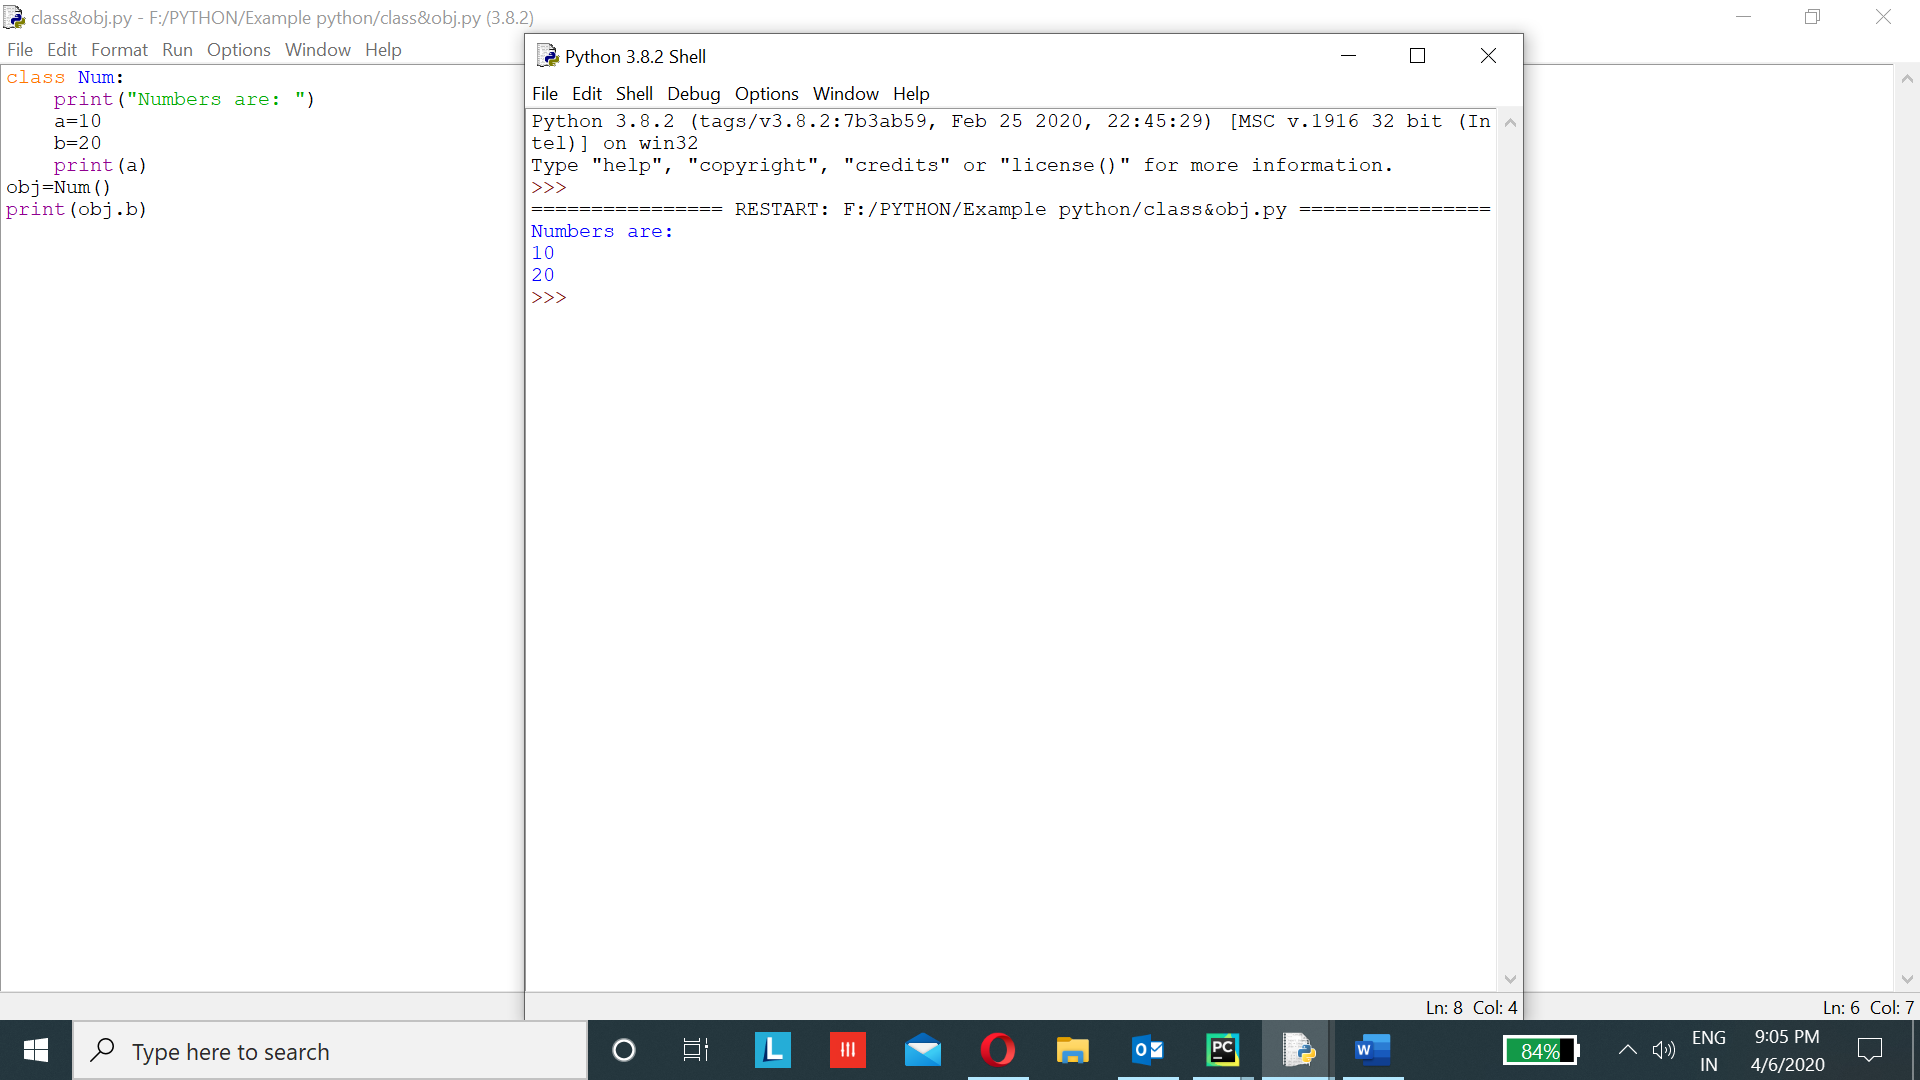 class&obj.py - F:/PYTHON/Example python/class&obj.py (3.8.2)
File Edit Format Run Options Window Help
class Num:
    print("Numbers are: ")
    a=10
    b=20
    print(a)
obj=Num()
print(obj.b)
Python 3.8.2 Shell
File Edit Shell Debug Options Window Help
Python 3.8.2 (tags/v3.8.2:7b3ab59, Feb 25 2020, 22:45:29) [MSC v.1916 32 bit (In
tel)] on win32
Type "help", "copyright", "credits" or "license()" for more information.
>>>
================ RESTART: F:/PYTHON/Example python/class&obj.py ================
Numbers are:
10
20
>>>
Ln: 8 Col: 4
Ln: 6 Col: 7
Type here to search
L
O
PC
W
84%
ENG
IN
9:05 PM
4/6/2020